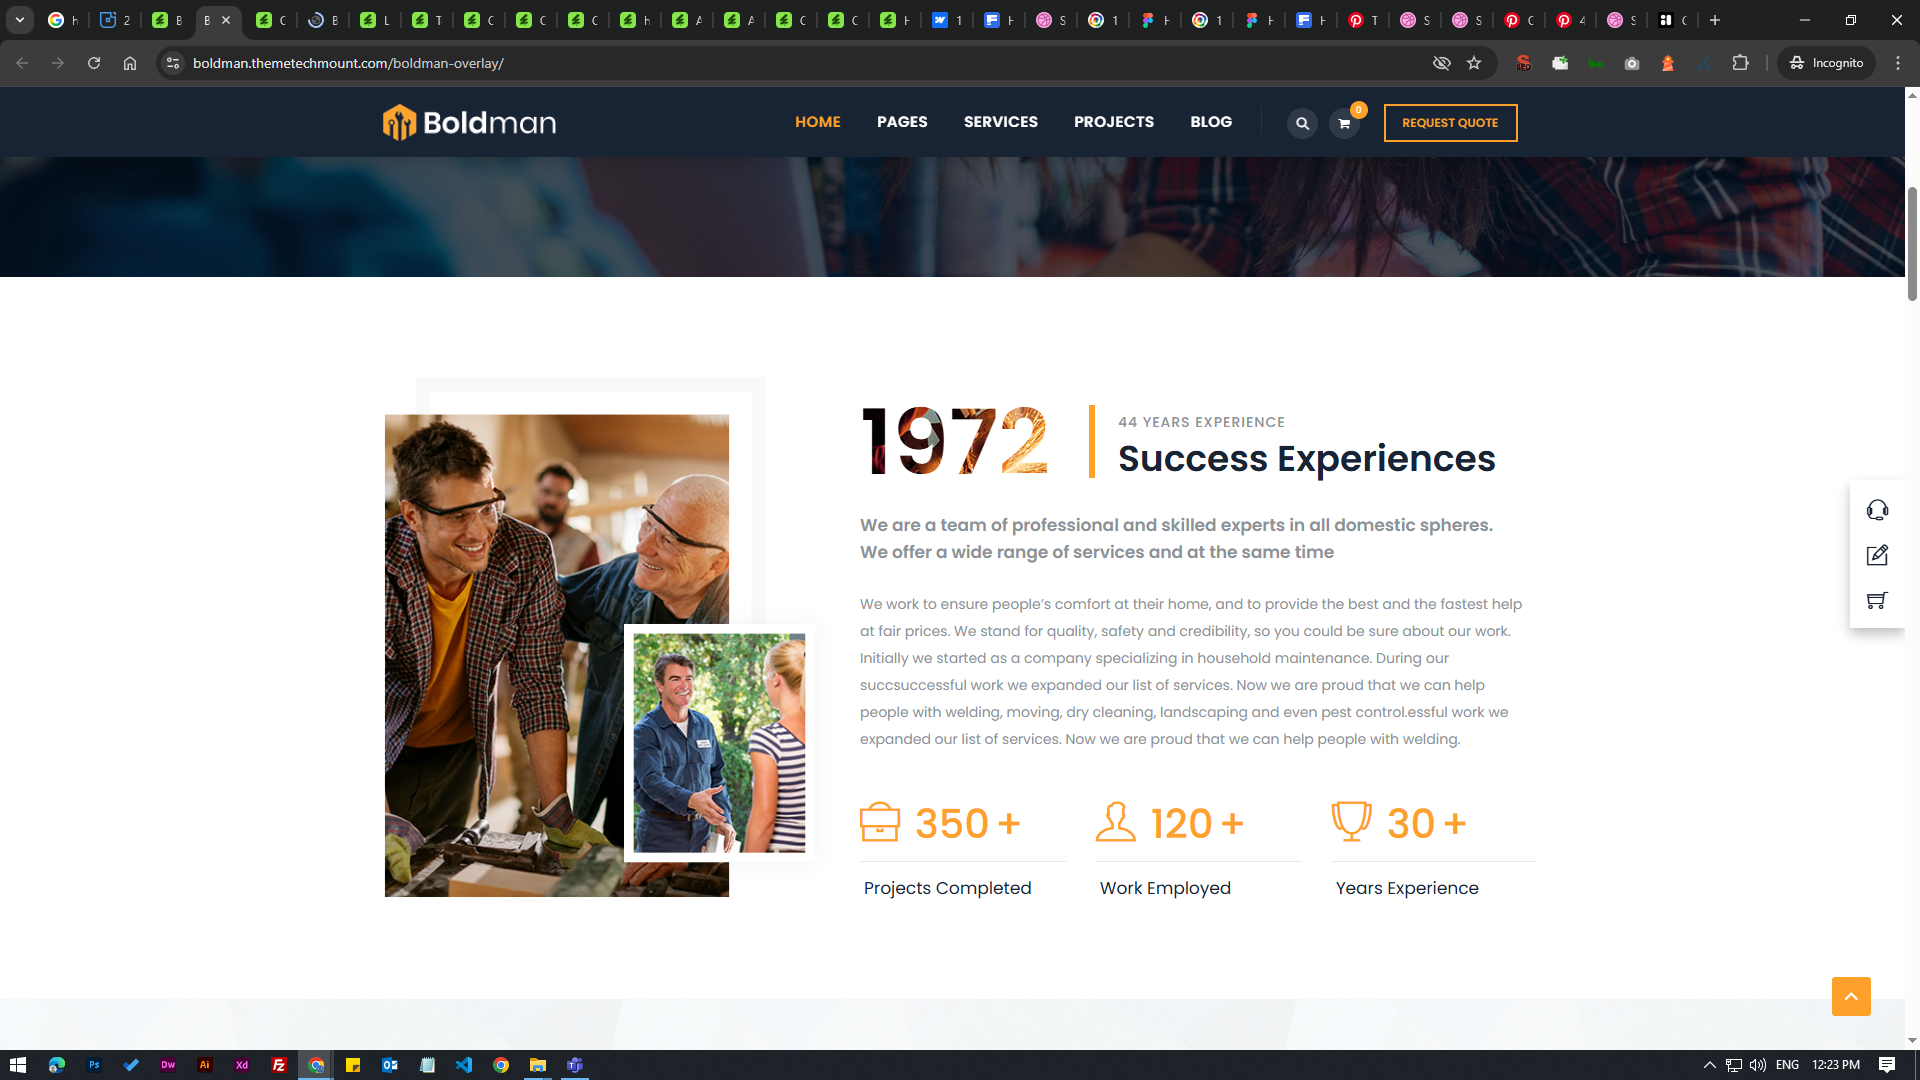 boldman.themetechmount.com/boldman-overlay/
Incognito
Boldman
HOME
PAGES
SERVICES
PROJECTS
BLOG
0
REQUEST QUOTE
1972
44 YEARS EXPERIENCE
Success Experiences
We are a team of professional and skilled experts in all domestic spheres.
We offer a wide range of services and at the same time
We work to ensure people's comfort at their home, and to provide the best and the fastest help
at fair prices. We stand for quality, safety and credibility, so you could be sure about our work.
Initially we started as a company specializing in household maintenance. During our
succsuccessful work we expanded our list of services. Now we are proud that we can help
people with welding, moving, dry cleaning, landscaping and even pest control.essful work we
expanded our list of services. Now we are proud that we can help people with welding.
350 +
120 +
30 +
Projects Completed
Work Employed
Years Experience
ENG
12:23 PM